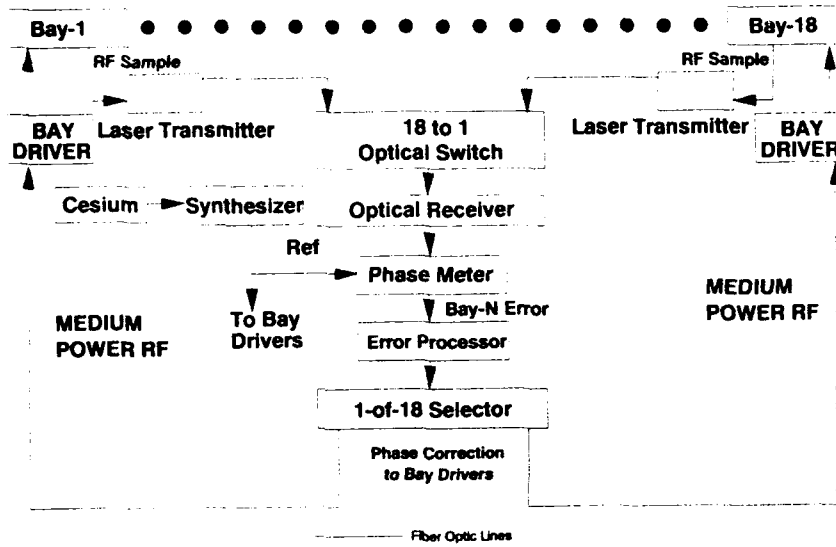 Bay-1
Bay-18
RF Sample
RF Sample
BAY
DRIVER
Laser Transmitter
18 to 1
Optical Switch
Laser Transmitter
BAY
DRIVER
Cesium
Synthesizer
Optical Receiver
Ref
Phase Meter
MEDIUM
POWER RF
To Bay
Drivers
Bay-N Error
Error Processor
MEDIUM
POWER RF
1-of-18 Selector
Phase Correction
to Bay Drivers
Fiber Optic Lines